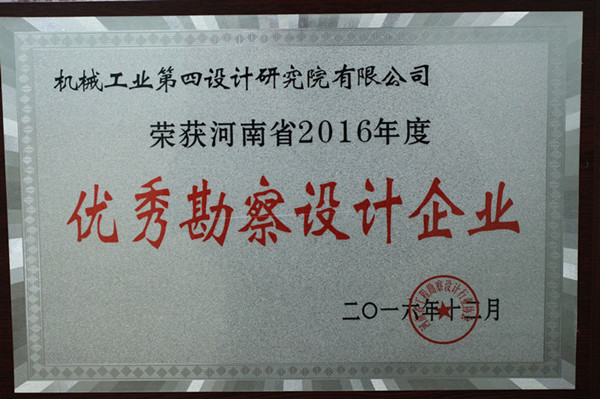 机械工业第四设计研究院有限公司
荣获河南省2016年度
优秀勘察设计企业
二〇一六年十二月